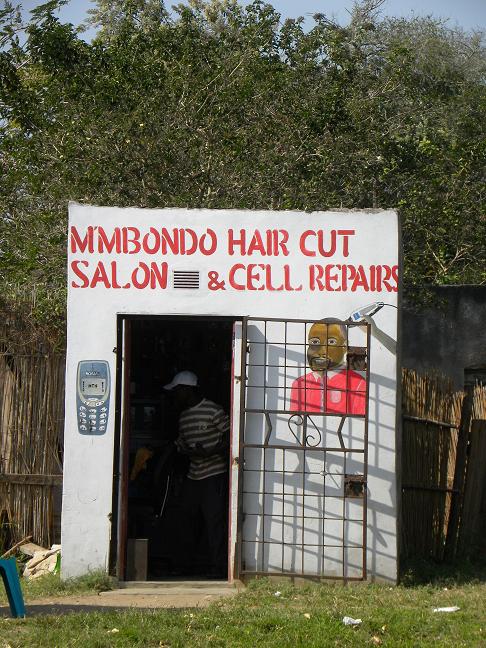 M'MBONDO HAIR CUT
SALON & CELL REPAIRS